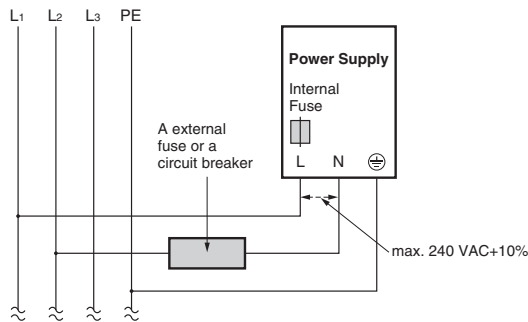 L1 L2 L3 PE
Power Supply
Internal
Fuse
A external
fuse or a
circuit breaker
L N
max. 240 VAC+10%